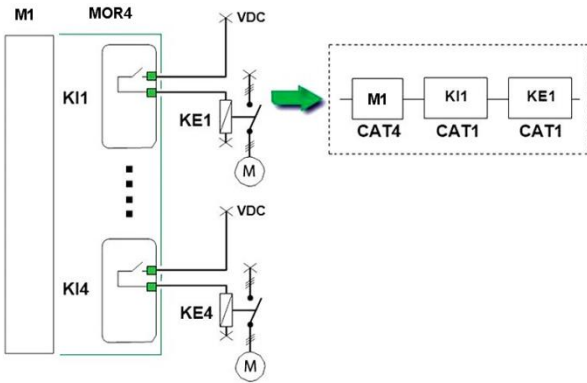 M1 MOR4
VDC
KI1
KE1
M
M1 KI1 KE1
CAT4 CAT1 CAT1
VDC
KI4
KE4
M